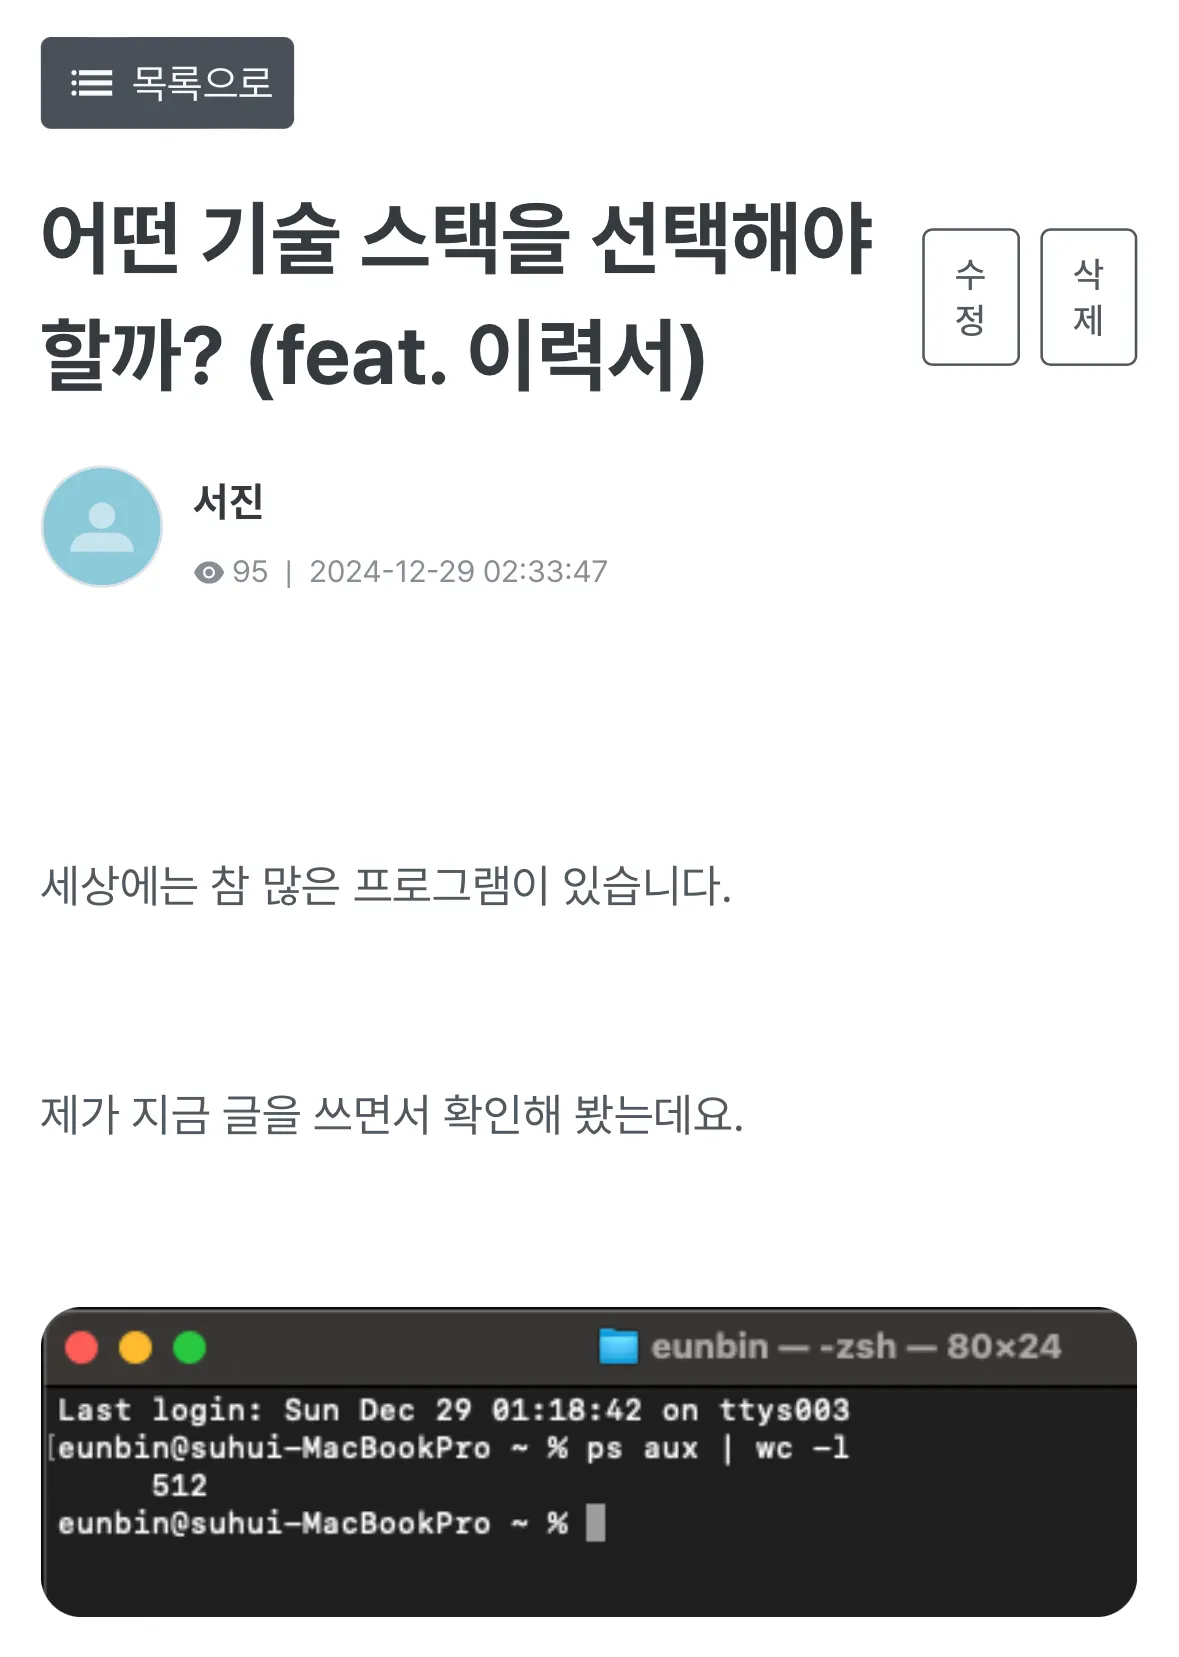 목록으로
어떤 기술 스택을 선택해야
할까? (feat. 이력서)
수
정
삭
제
서진
95 | 2024-12-29 02:33:47
세상에는 참 많은 프로그램이 있습니다.
제가 지금 글을 쓰면서 확인해 봤는데요.
eunbin — -zsh — 80×24
Last login: Sun Dec 29 01:18:42 on ttys003
[eunbin@suhui-MacBookPro ~ % ps aux | wc -l
512
eunbin@suhui-MacBookPro ~ %